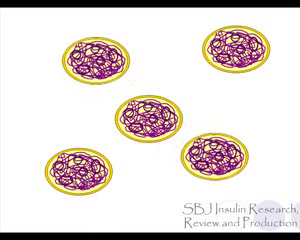 SBJ Insulin Research,
Review and Production